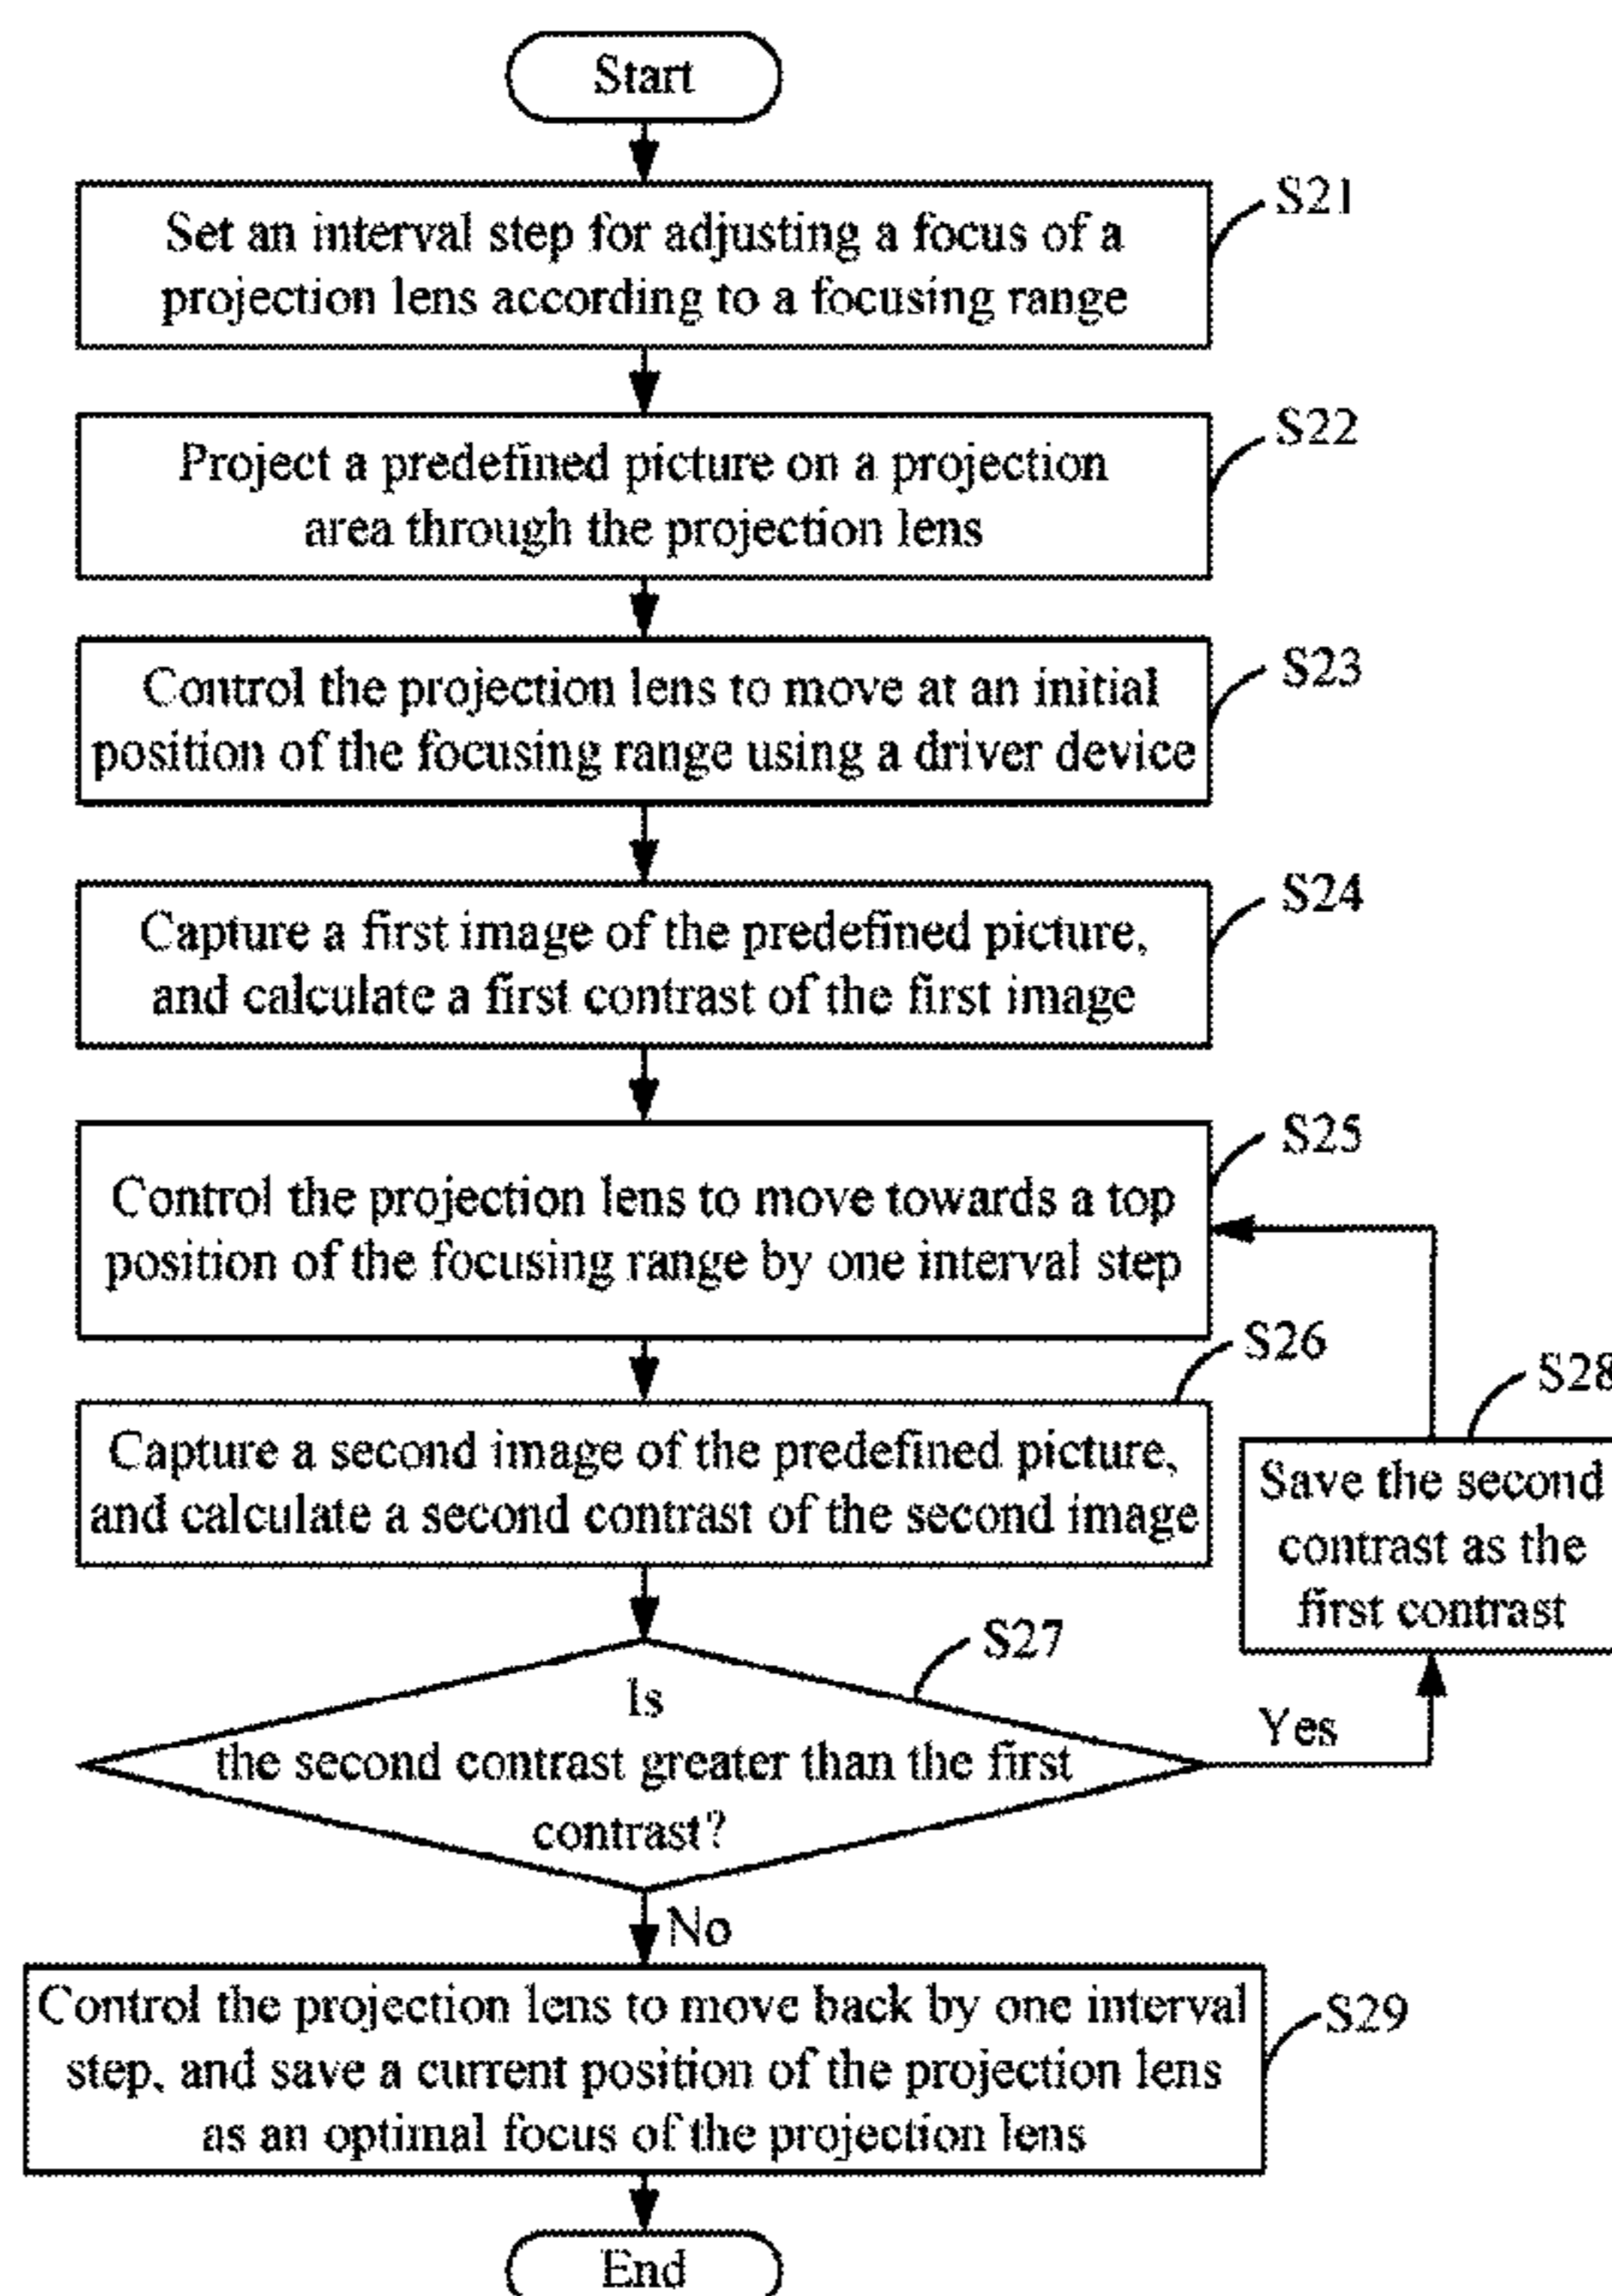 Start
S21
Set an interval step for adjusting a focus of a
projection lens according to a focusing range
S22
Project a predefined picture on a projection
area through the projection lens
S23
Control the projection lens to move at an initial
position of the focusing range using a driver device
S24
Capture a first image of the predefined picture,
and calculate a first contrast of the first image
S25
Control the projection lens to move towards a top
position of the focusing range by one interval step
S26
Capture a second image of the predefined picture,
and calculate a second contrast of the second image
S28
Save the second
contrast as the
first contrast
S27
Is
the second contrast greater than the first
contrast?
Yes
No
Control the projection lens to move back by one interval
step, and save a current position of the projection lens
as an optimal focus of the projection lens
S29
End